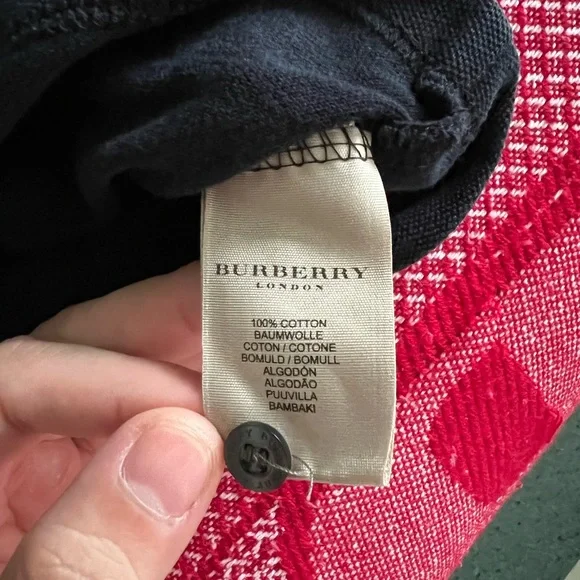 BURBERRY
LONDON
100% COTTON
BAUMWOLLE
COTON / COTONE
BOMULD / BOMULL
ALGODÓN
ALGODÃO
PUUVILLA
BAMBAKI